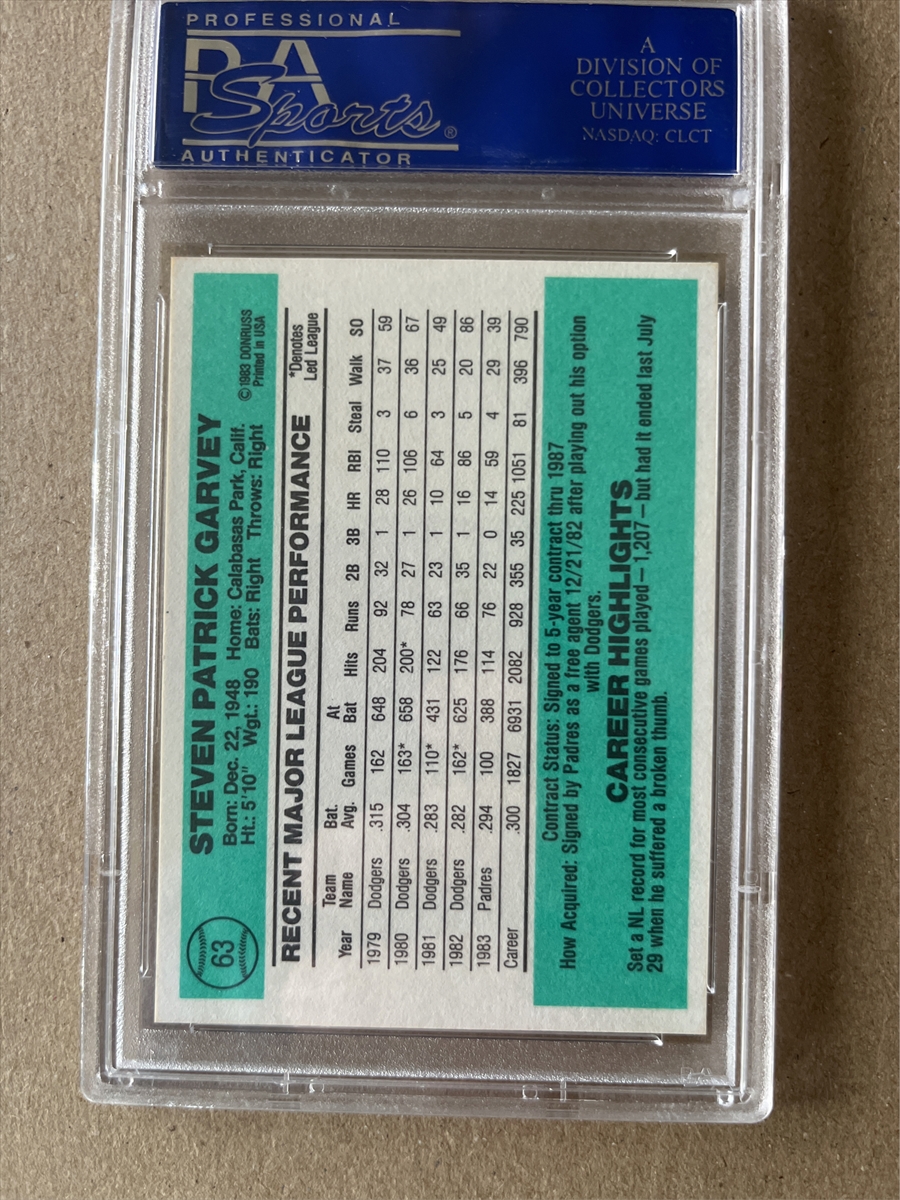 PROFESSIONAL
PSA
Sports®
AUTHENTICATOR
A
DIVISION OF
COLLECTORS
UNIVERSE
NASDAQ: CLCT
63
STEVEN PATRICK GARVEY
Born: Dec. 22, 1948 Home: Calabasas Park, Calif.
Ht.: 5'10" Wgt.: 190 Bats: Right Throws: Right
©1983 DONRUSS
Printed in USA
RECENT MAJOR LEAGUE PERFORMANCE
*Denotes
Led League
Year Team Name Bat. Avg. Games At Bat Hits Runs 2B 3B HR RBI Steal Walk SO
1979 Dodgers .315 162 648 204 92 32 1 28 110 3 37 59
1980 Dodgers .304 163* 658 200* 78 27 1 26 106 6 36 67
1981 Dodgers .283 110* 431 122 63 23 1 10 64 3 25 49
1982 Dodgers .282 162* 625 176 66 35 1 16 86 5 20 86
1983 Padres .294 100 388 114 76 22 0 14 59 4 29 39
Career .300 1827 6931 2082 928 355 35 225 1051 81 396 790
Contract Status: Signed to 5-year contract thru 1987
How Acquired: Signed by Padres as a free agent 12/21/82 after playing out his option
with Dodgers.
CAREER HIGHLIGHTS
Set a NL record for most consecutive games played—1,207—but had it ended last July
29 when he suffered a broken thumb.